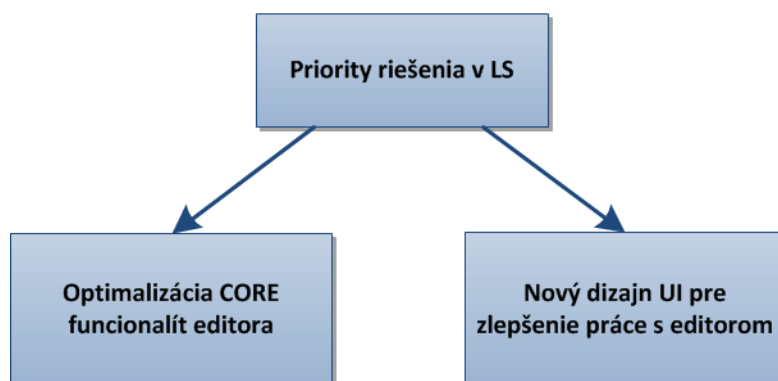 Priority riešenia v LS
Optimalizácia CORE
funcionalít editora
Nový dizajn UI pre
zlepšenie práce s editorom